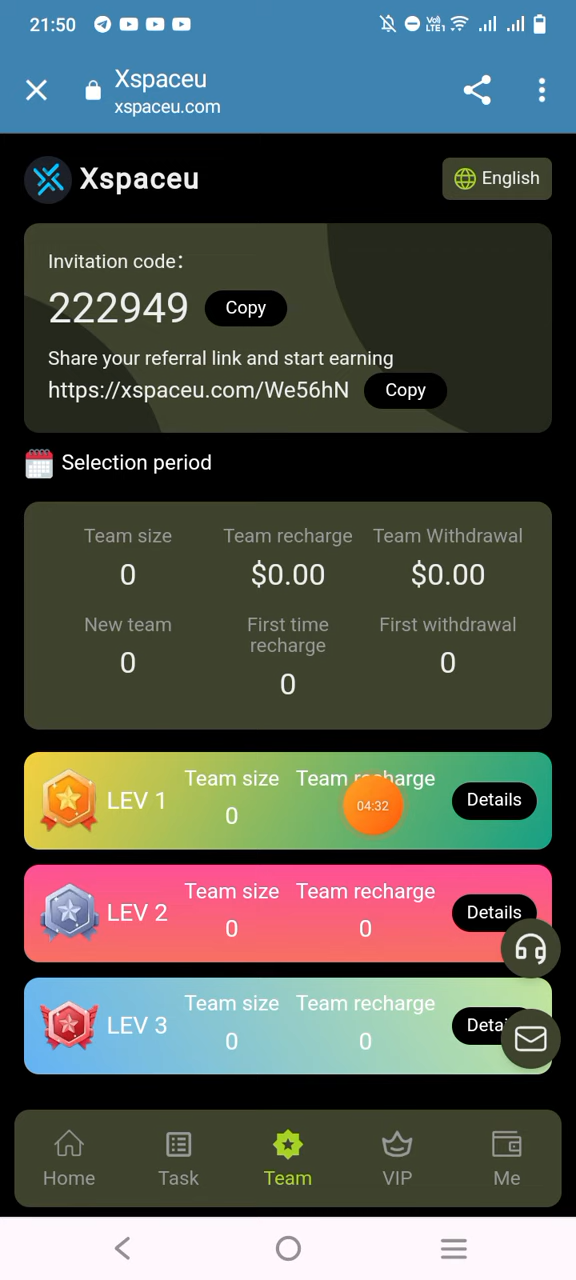 21:50
Vo) LTE1
Xspaceu
xspaceu.com
Xspaceu
English
Invitation code:
222949
Copy
Share your referral link and start earning
https://xspaceu.com/We56hN
Copy
Selection period
Team size
Team recharge
Team Withdrawal
0
$0.00
$0.00
New team
First time
recharge
First withdrawal
0
0
0
LEV 1
Team size
Team recharge
0
04:32
Details
LEV 2
Team size
Team recharge
0
0
Details
LEV 3
Team size
Team recharge
0
0
Home
Task
Team
VIP
Me